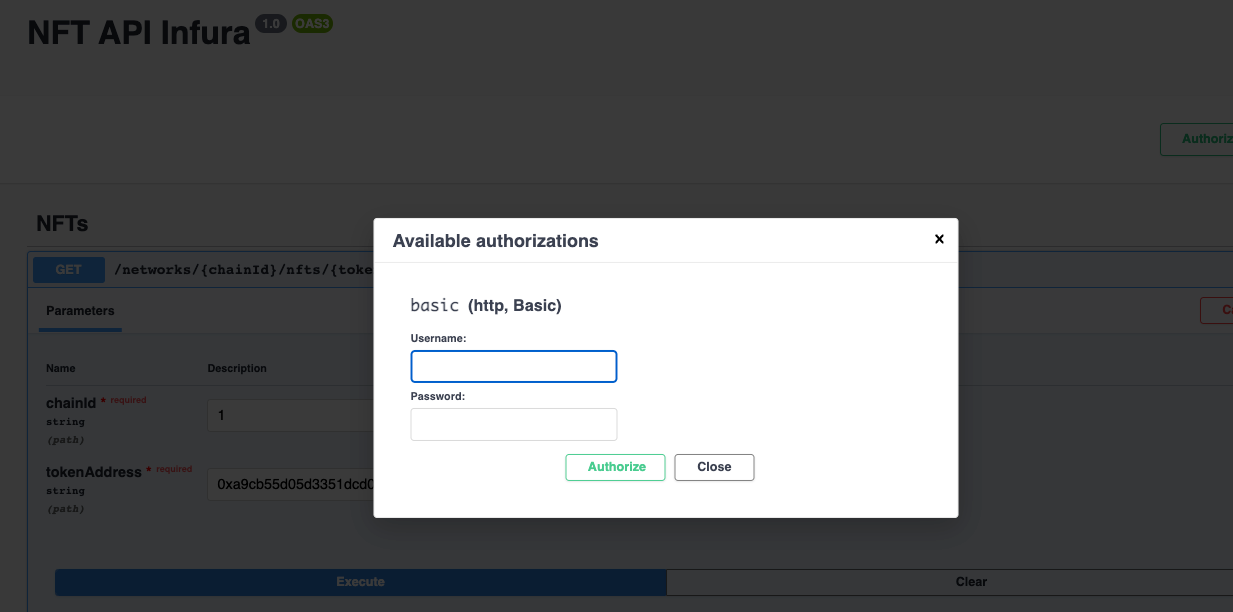 NFT API Infura 1.0 OAS3
Authoriz
NFTs
Available authorizations ×
GET /networks/{chainId}/nfts/{toke
basic (http, Basic)
Parameters
C
Username:
Name Description
Password:
chainId * required
string
(path)
1
Authorize Close
tokenAddress * required
string
(path)
0xa9cb55d05d3351dcd0
Execute Clear